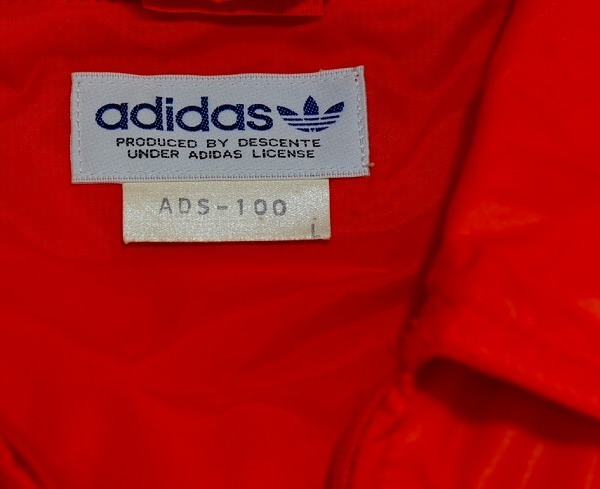 adidas
PRODUCED BY DESCENTE
UNDER ADIDAS LICENSE
ADS-100
L